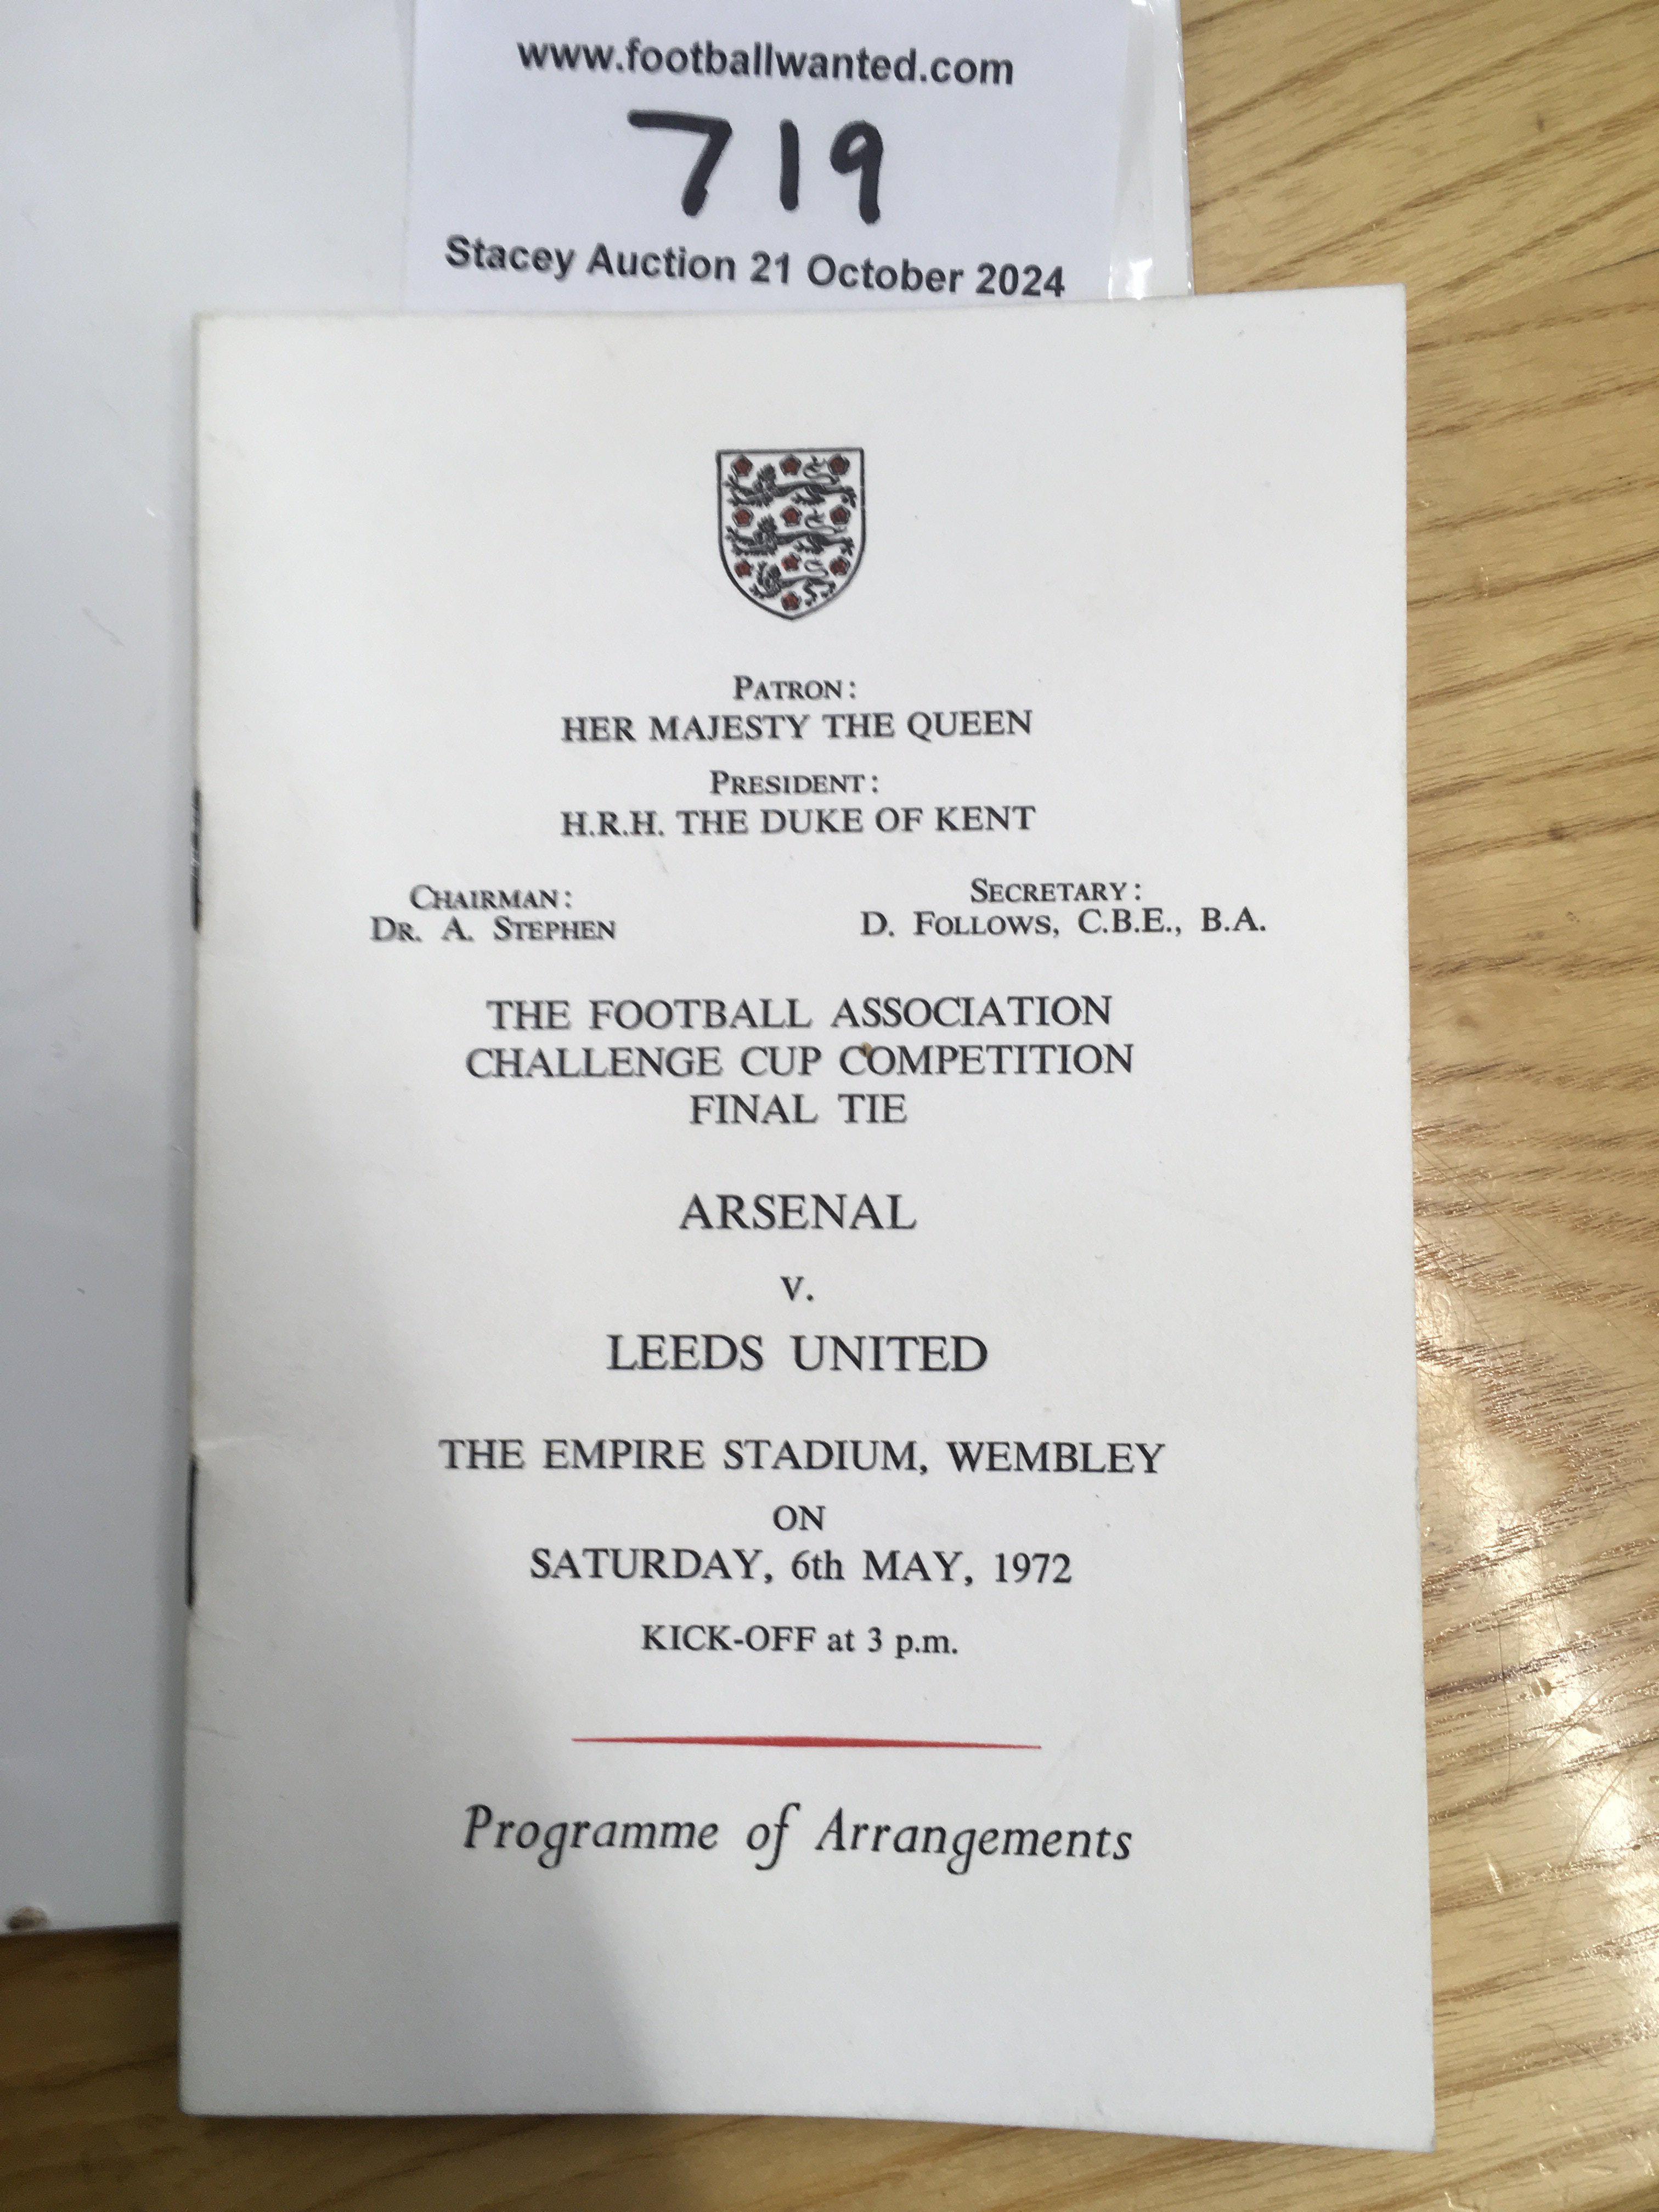 www.footballwanted.com
719
Stacey Auction 21 October 2024
PATRON:
HER MAJESTY THE QUEEN
PRESIDENT:
H.R.H. THE DUKE OF KENT
CHAIRMAN:
DR. A. STEPHEN
SECRETARY:
D. FOLLOWS, C.B.E., B.A.
THE FOOTBALL ASSOCIATION
CHALLENGE CUP COMPETITION
FINAL TIE
ARSENAL
v.
LEEDS UNITED
THE EMPIRE STADIUM, WEMBLEY
ON
SATURDAY, 6th MAY, 1972
KICK-OFF at 3 p.m.
Programme of Arrangements